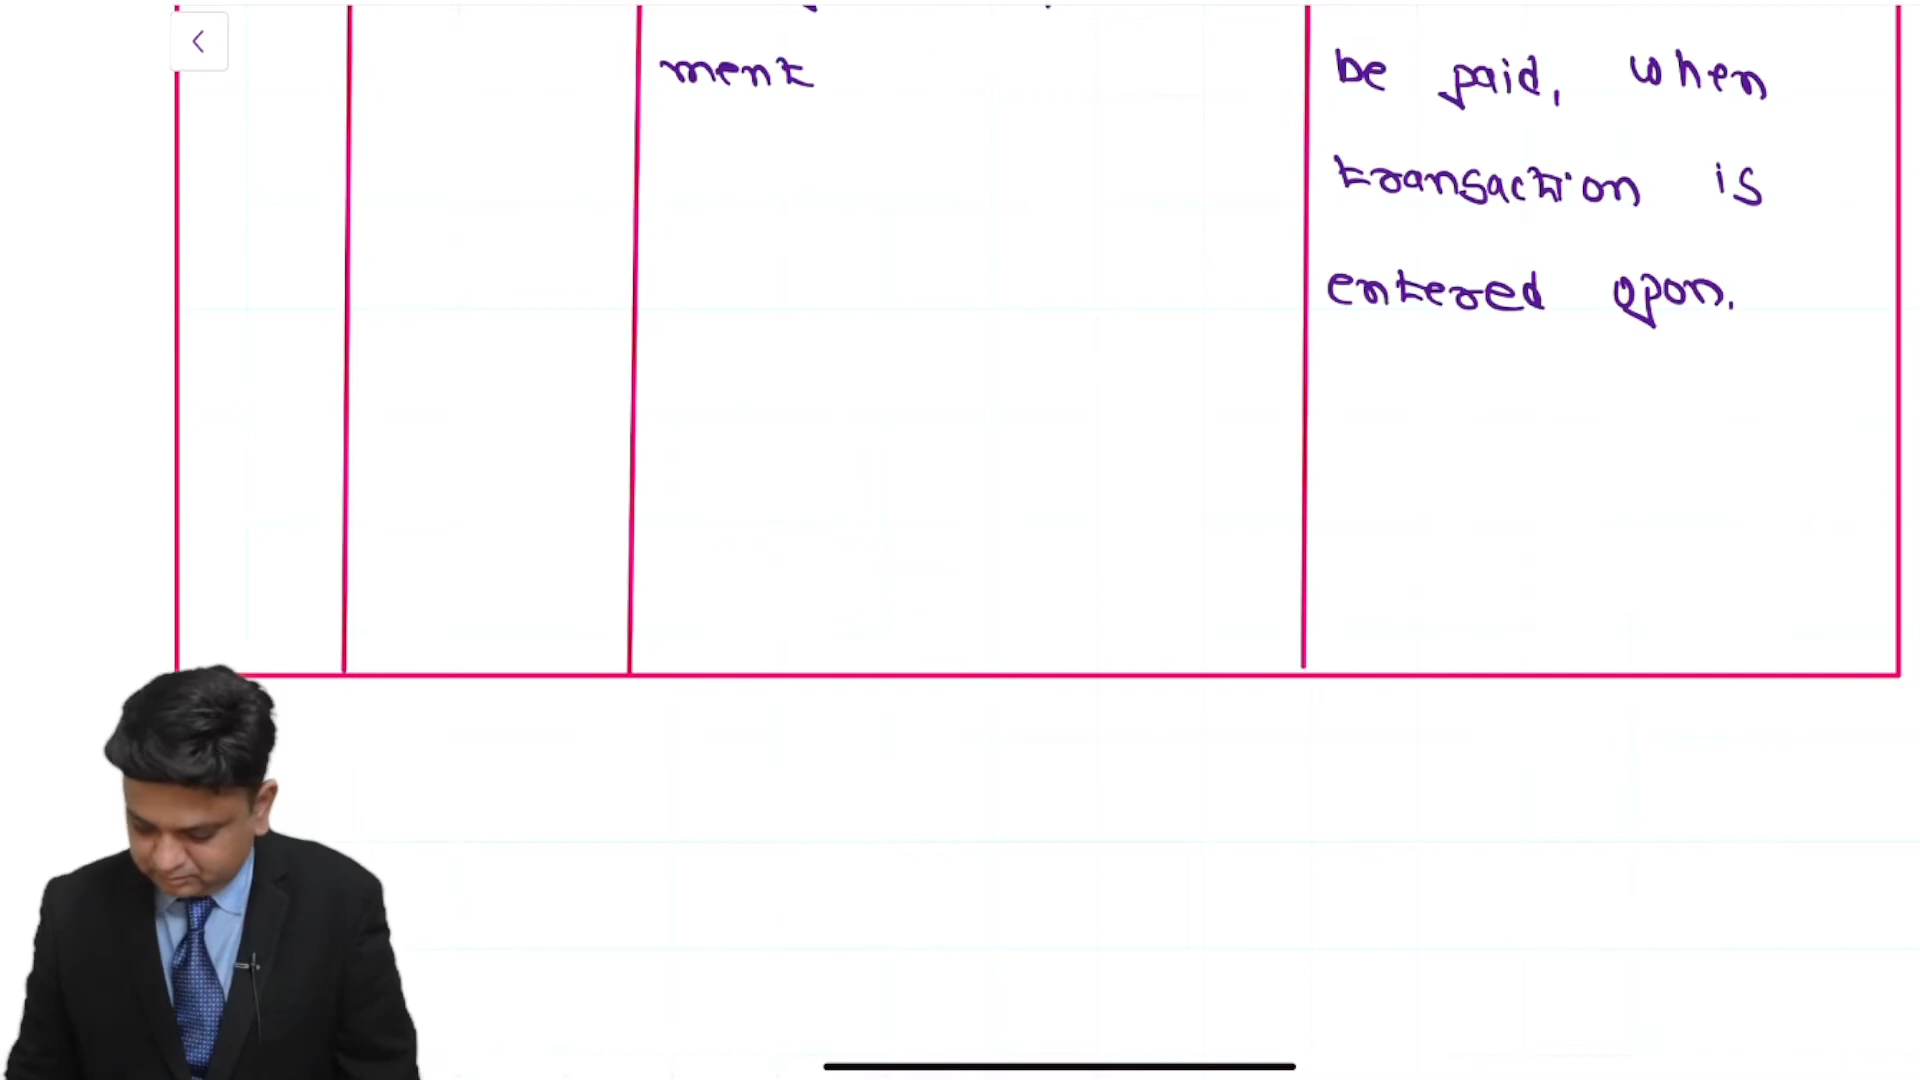 ment
be paid, when
transaction is
entered upon.